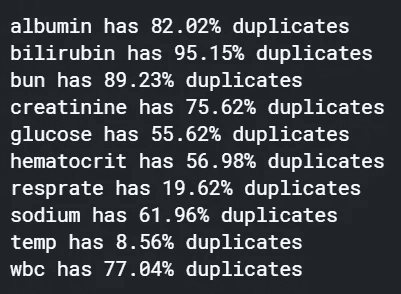 albumin has 82.02% duplicates
bilirubin has 95.15% duplicates
bun has 89.23% duplicates
creatinine has 75.62% duplicates
glucose has 55.62% duplicates
hematocrit has 56.98% duplicates
resprate has 19.62% duplicates
sodium has 61.96% duplicates
temp has 8.56% duplicates
wbc has 77.04% duplicates